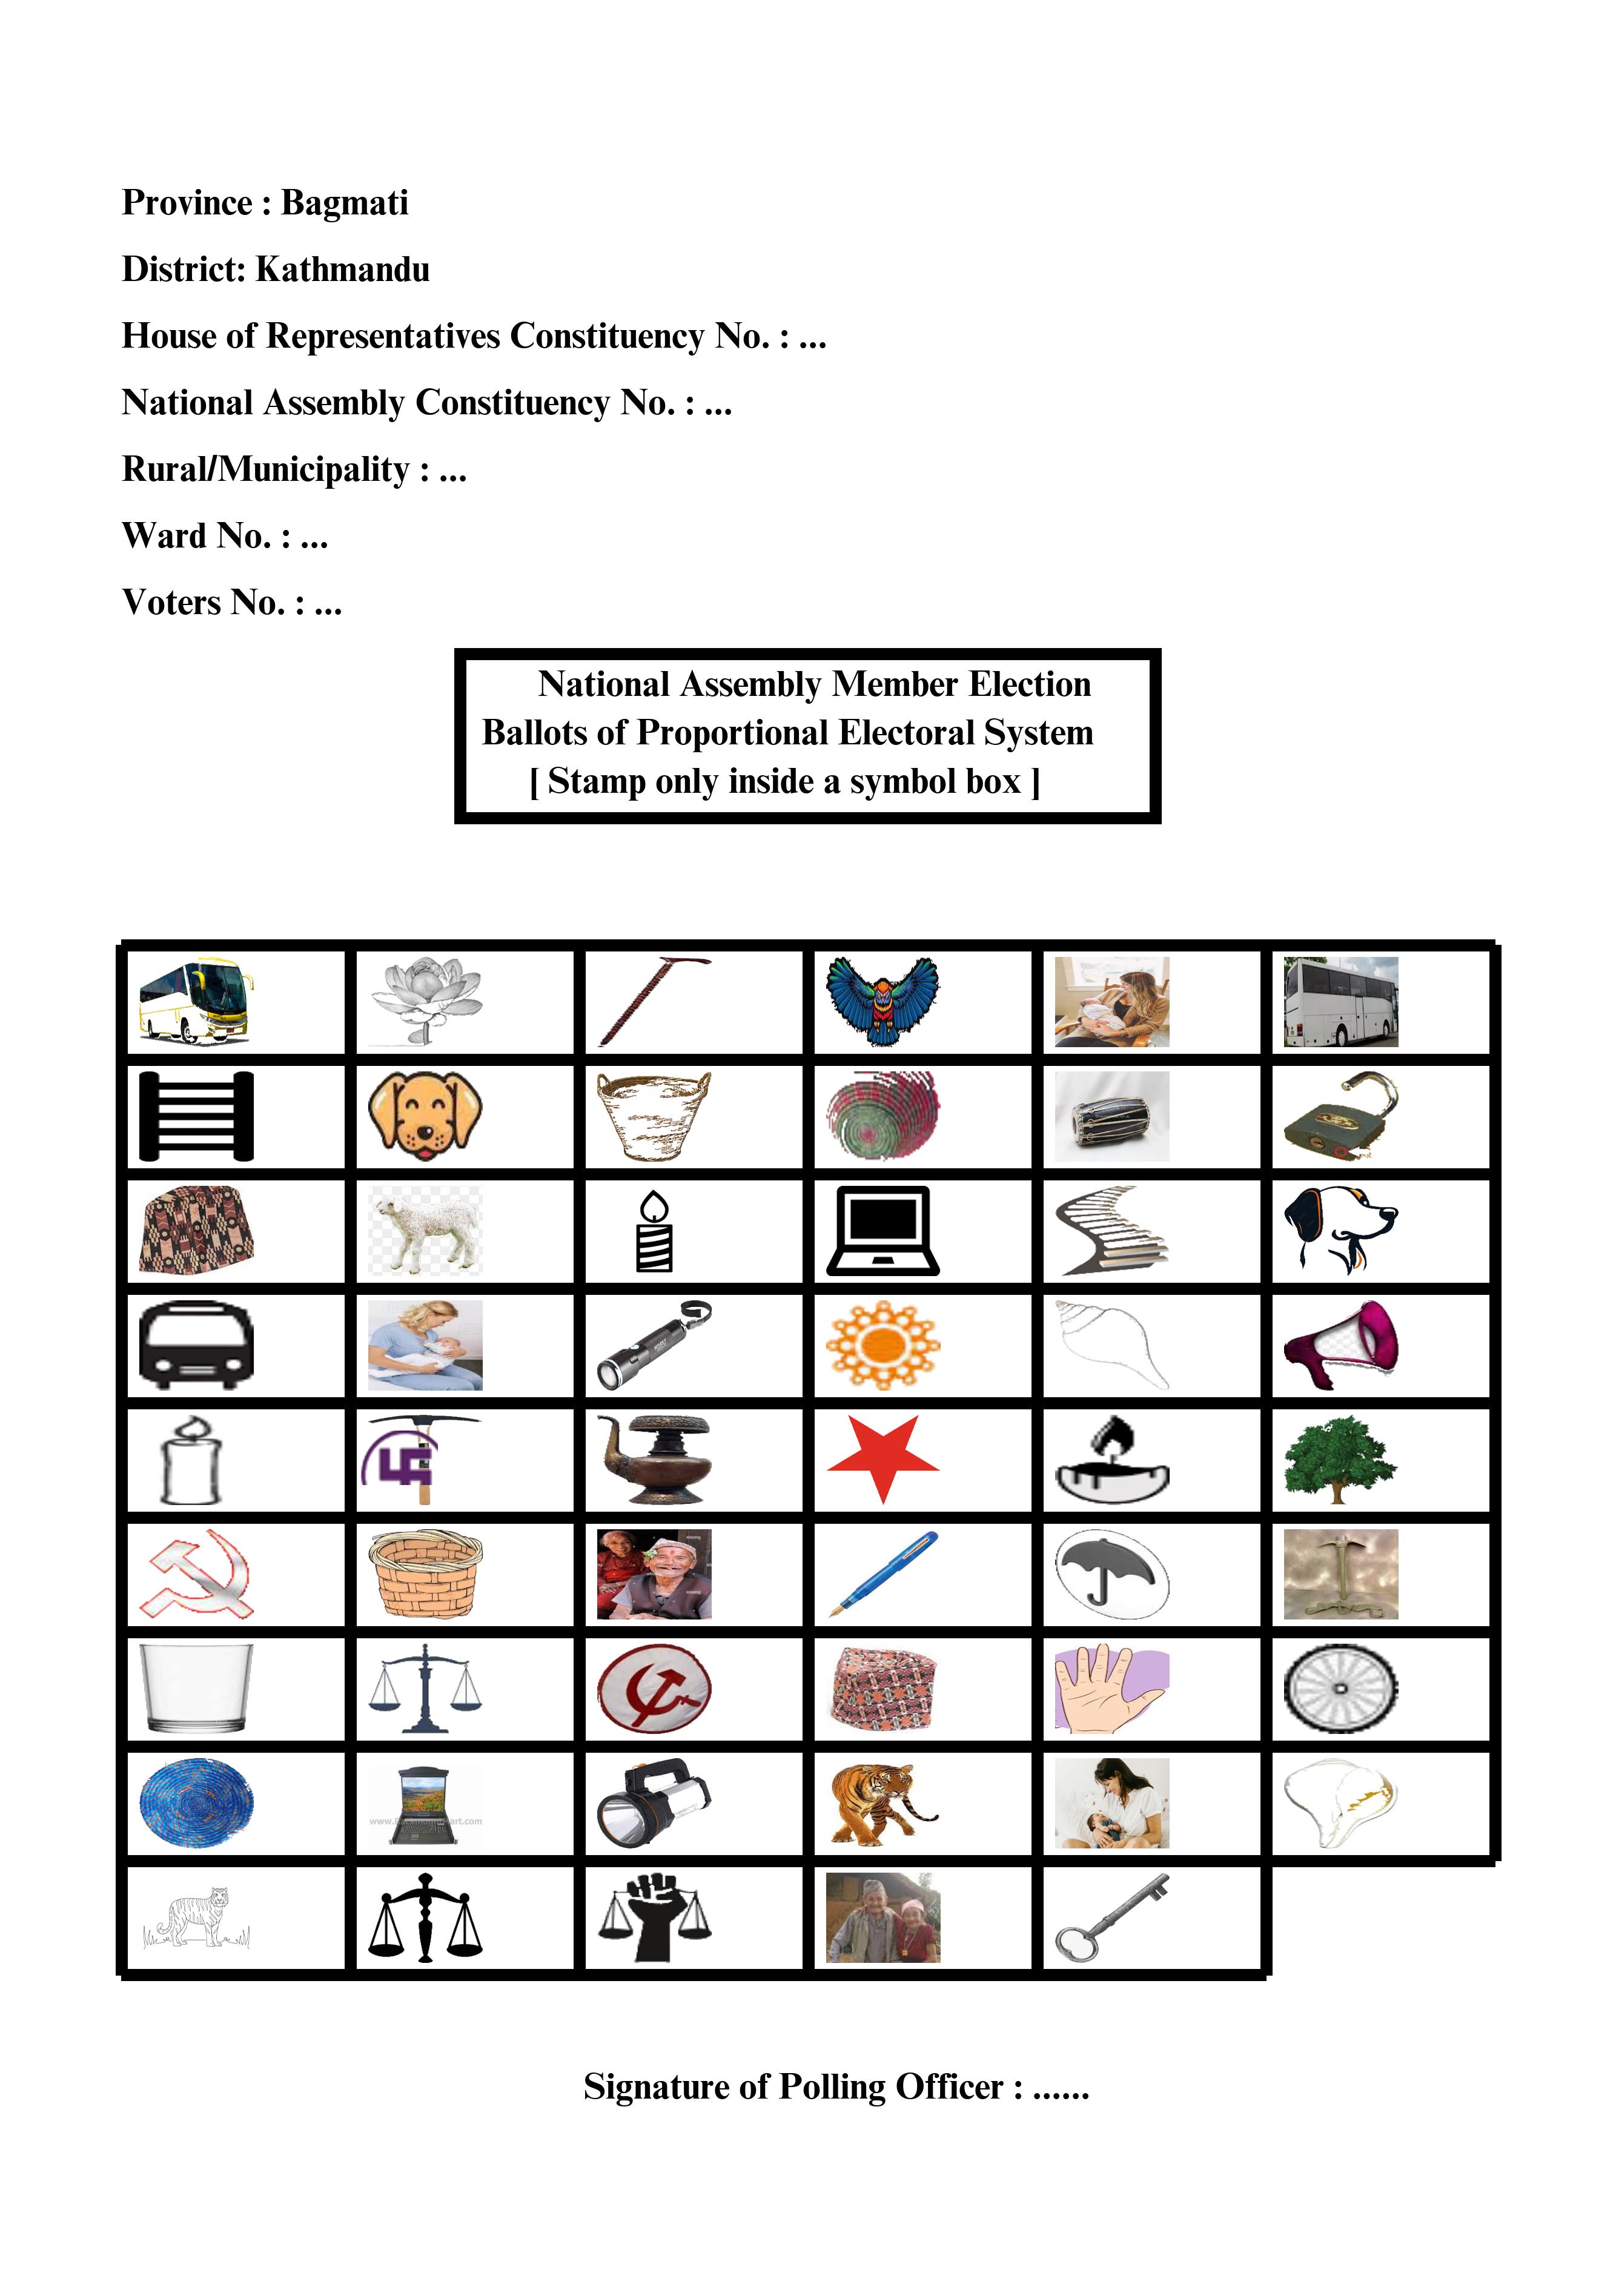 Province : Bagmati
District: Kathmandu
House of Representatives Constituency No. : ...
National Assembly Constituency No. : ...
Rural/Municipality : ...
Ward No. : ...
Voters No. : ...
National Assembly Member Election
Ballots of Proportional Electoral System
[ Stamp only inside a symbol box ]
Signature of Polling Officer : ......